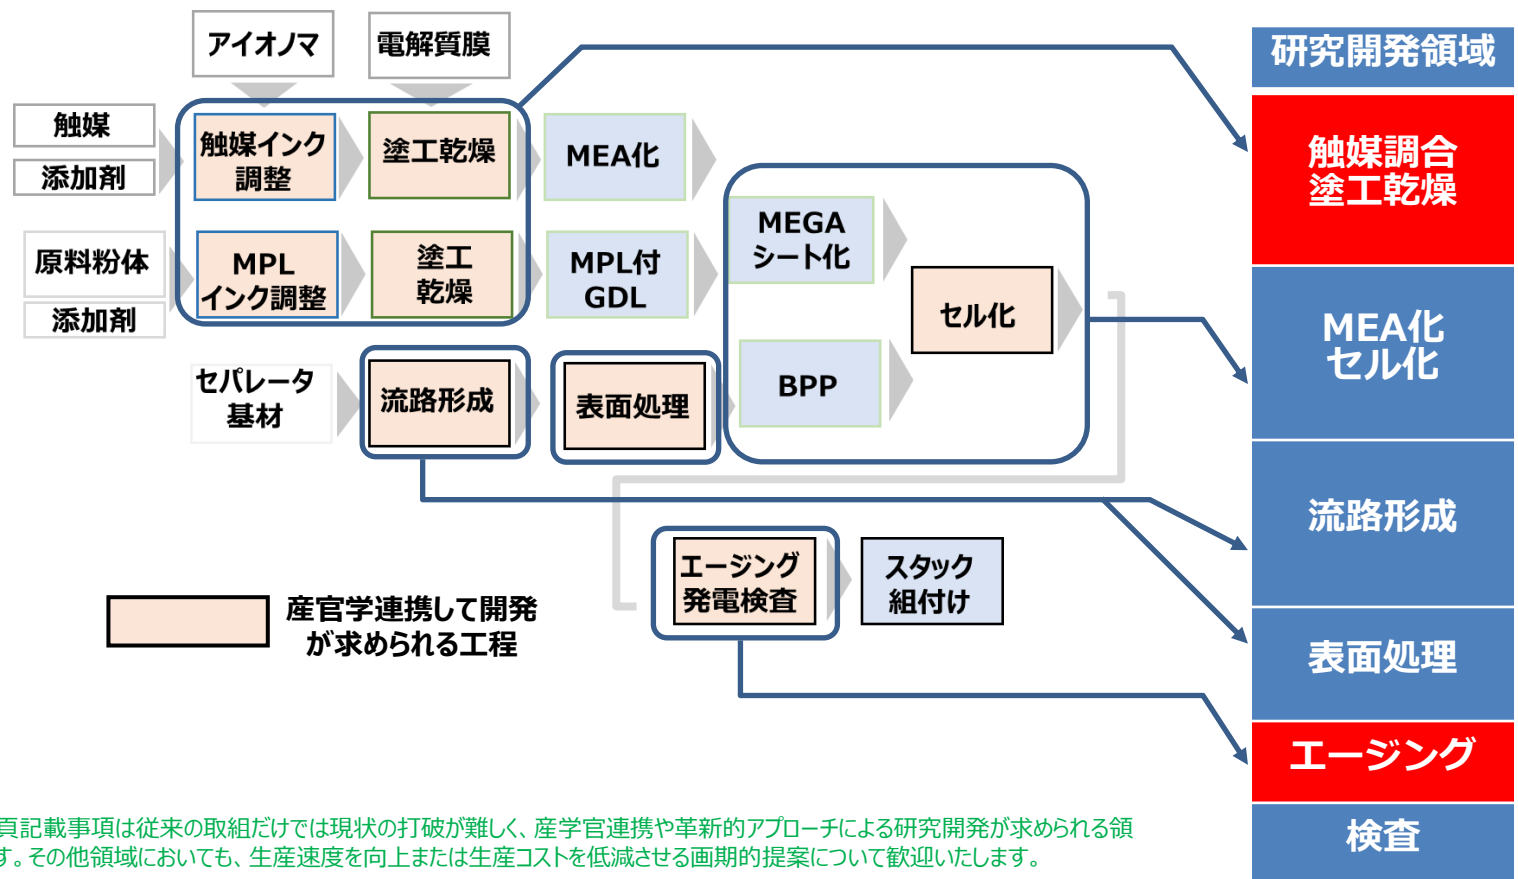 アイオノマ
電解質膜
触媒
添加剤
触媒インク
調整
塗工乾燥
MEA化
原料粉体
添加剤
MPL
インク調整
塗工
乾燥
MPL付
GDL
MEGA
シート化
セル化
BPP
セパレータ
基材
流路形成
表面処理
エージング
発電検査
スタック
組付け
産官学連携して開発
が求められる工程
研究開発領域
触媒調合
塗工乾燥
MEA化
セル化
流路形成
表面処理
エージング
検査
頁記載事項は従来の取組だけでは現状の打破が難しく、産学官連携や革新的アプローチによる研究開発が求められる領
す。その他領域においても、生産速度を向上または生産コストを低減させる画期的提案について歓迎いたします。